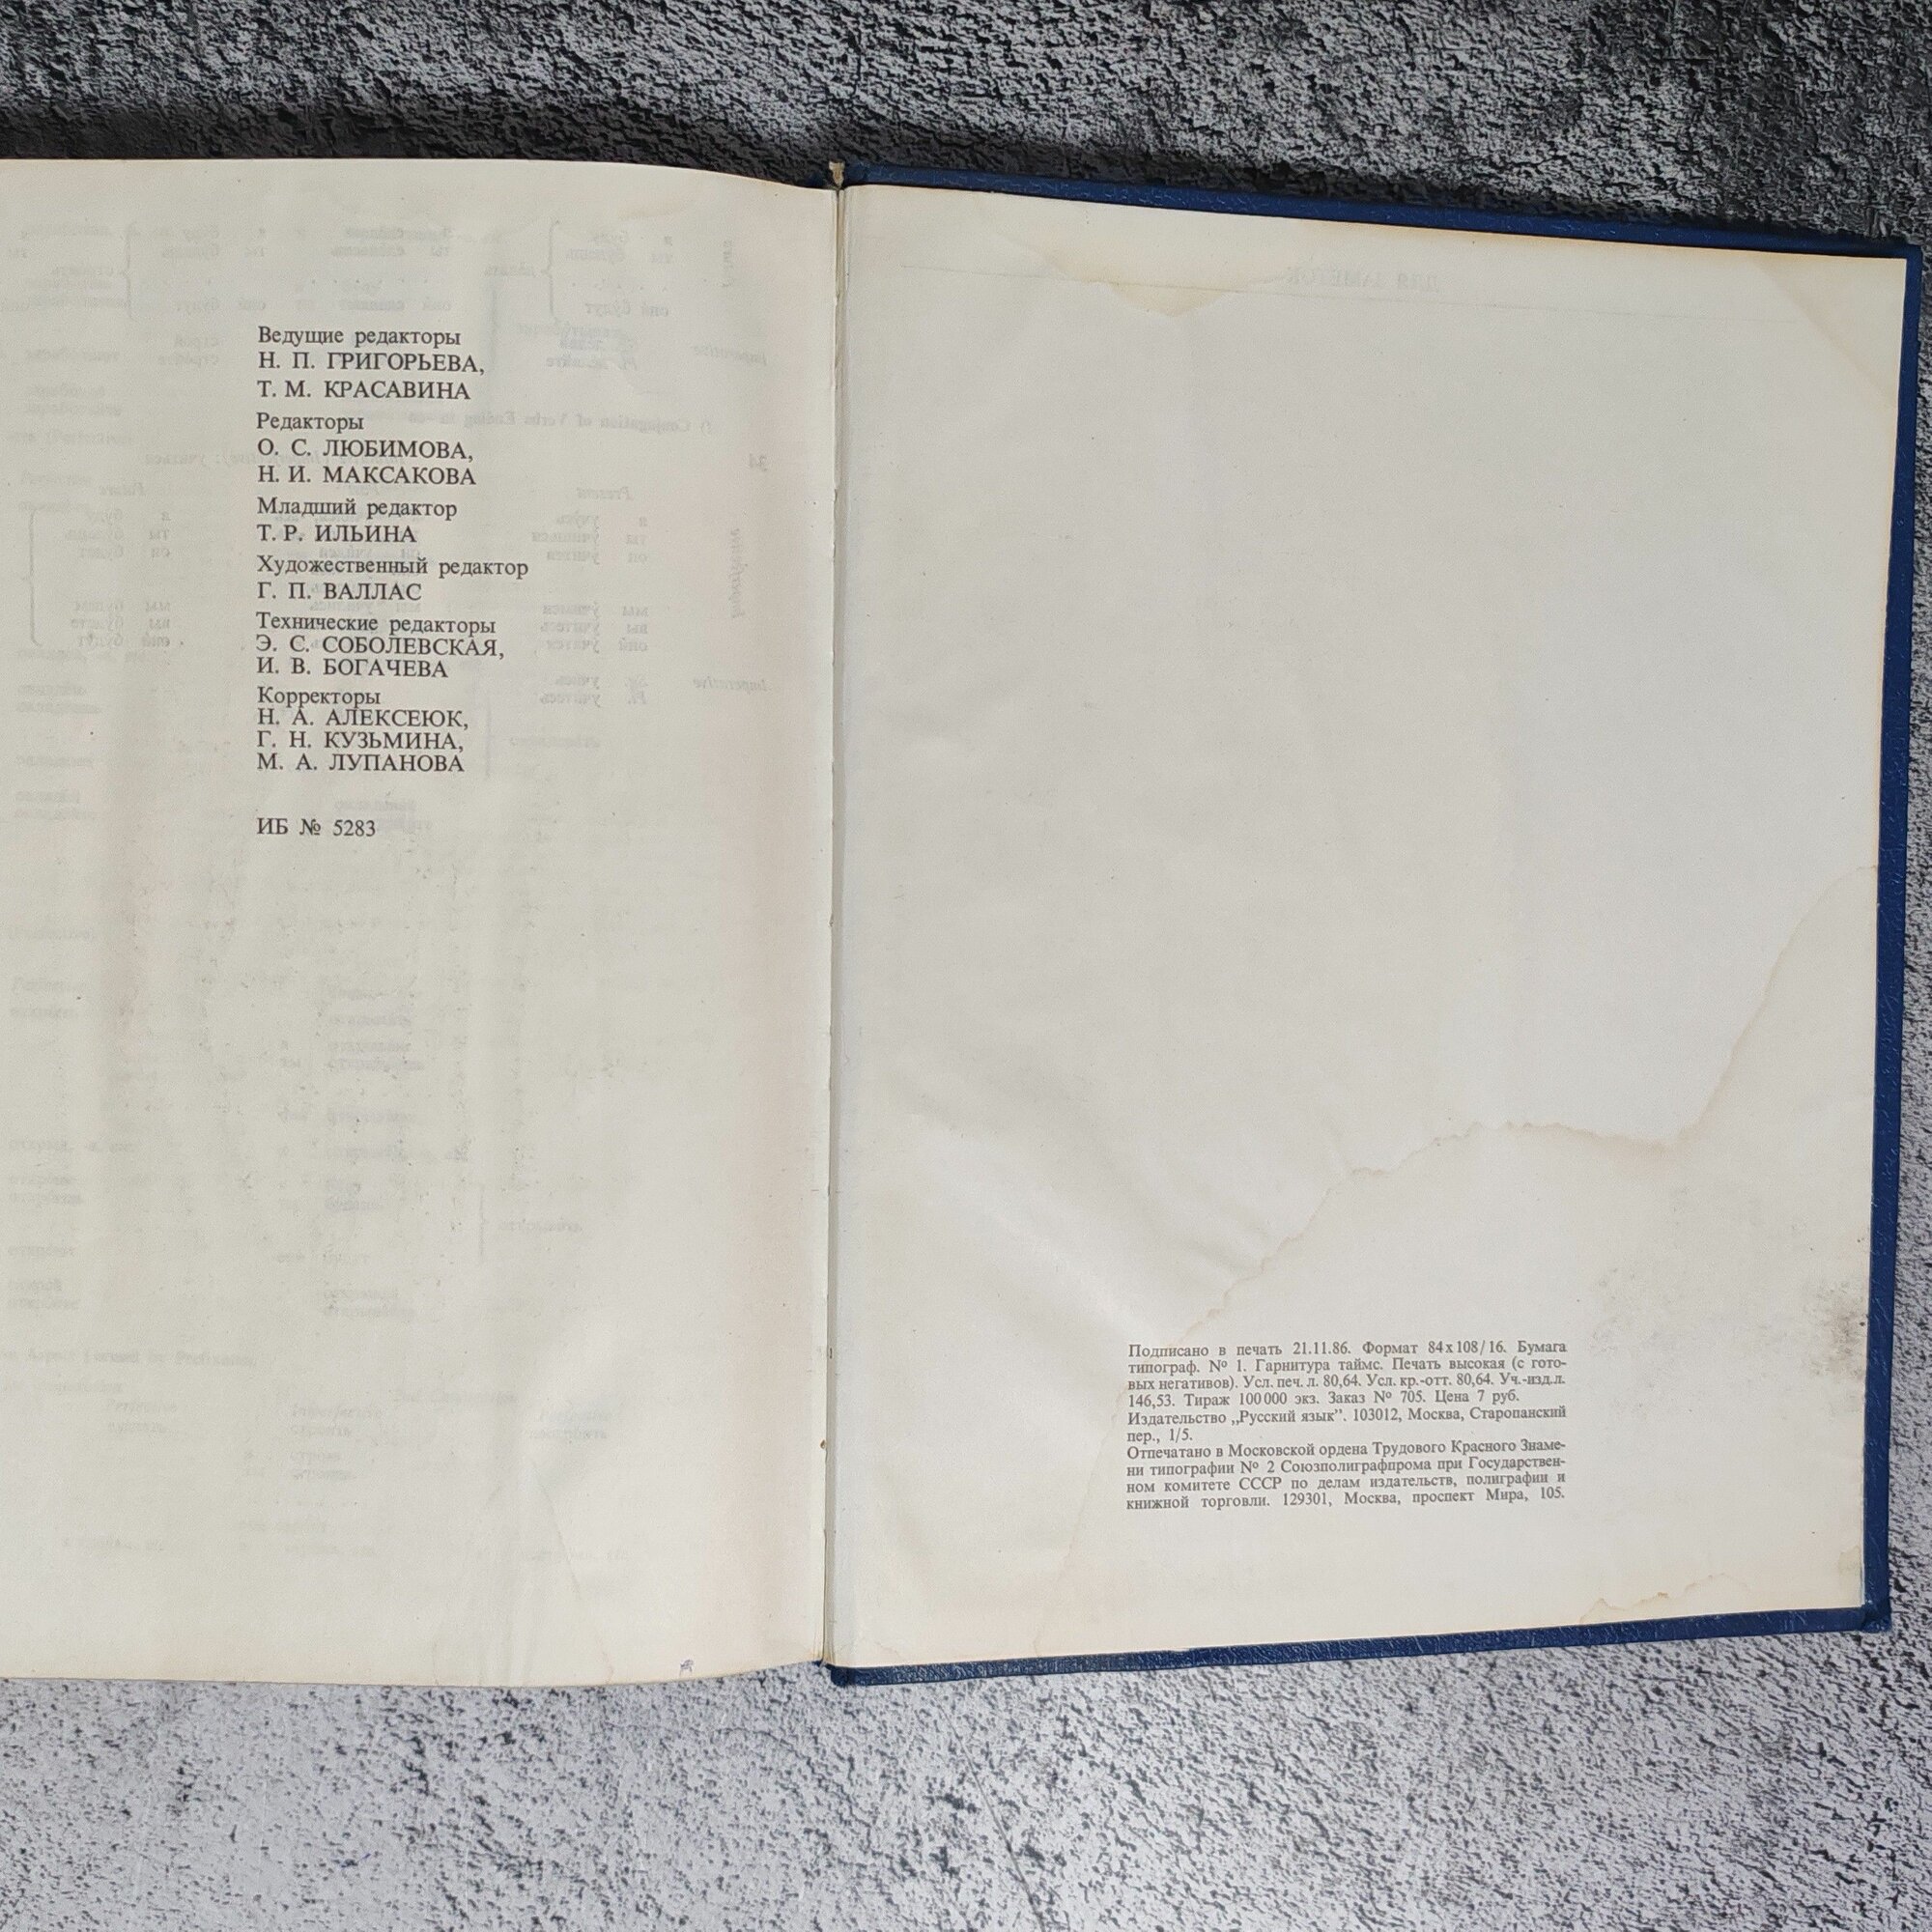 Ведущие редакторы
Н. П. ГРИГОРЬЕВА,
Т. М. КРАСАВИНА
Редакторы
О. С. ЛЮБИМОВА,
Н. И. МАКСАКОВА
Младший редактор
Т. Р. ИЛЬИНА
Художественный редактор
Г. П. ВАЛЛАС
Технические редакторы
Э. С. СОБОЛЕВСКАЯ,
И. В. БОГАЧЕВА
Корректоры
Н. А. АЛЕКСЕЮК,
Г. Н. КУЗЬМИНА,
М. А. ЛУПАНОВА
ИБ № 5283
Подписано в печать 21.11.86. Формат 84х108/16. Бумага
типограф. № 1. Гарнитура таймс. Печать высокая (с гото-
вых негативов). Усл. печ. л. 80,64. Усл. кр.-отт. 80,64. Уч.-изд.л.
146,53. Тираж 100 000 экз. Заказ № 705. Цена 7 руб.
Издательство „Русский язык". 103012, Москва, Старопанский
пер., 1/5.
Отпечатано в Московской ордена Трудового Красного Знаме-
ни типографии № 2 Союзполиграфпрома при Государствен-
ном комитете СССР по делам издательств, полиграфии и
книжной торговли. 129301, Москва, проспект Мира, 105.